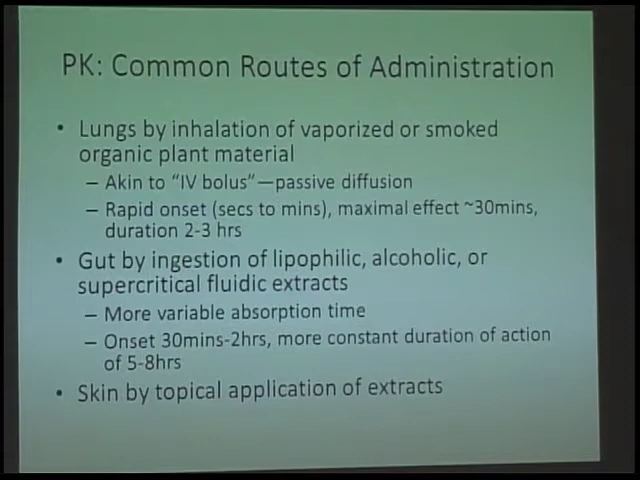 PK: Common Routes of Administration
• Lungs by inhalation of vaporized or smoked
organic plant material
– Akin to “IV bolus”—passive diffusion
– Rapid onset (secs to mins), maximal effect ~30mins,
duration 2-3 hrs
• Gut by ingestion of lipophilic, alcoholic, or
supercritical fluidic extracts
– More variable absorption time
– Onset 30mins-2hrs, more constant duration of action
of 5-8hrs
• Skin by topical application of extracts